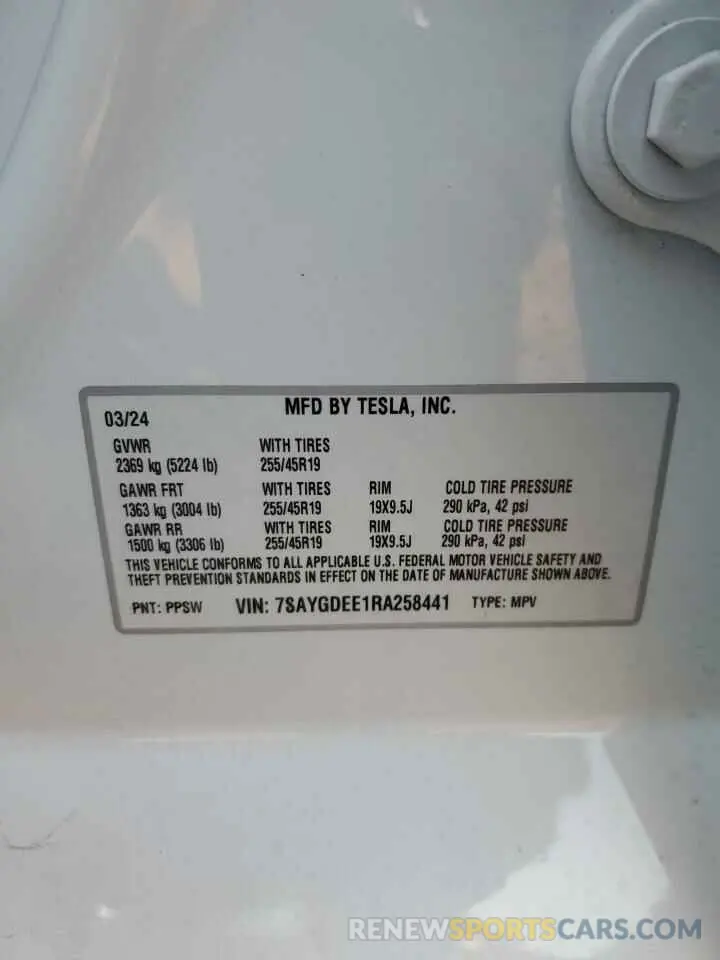 MFD BY TESLA, INC.
03/24
GVWR WITH TIRES
2369 kg (5224 lb) 255/45R19
GAWR FRT WITH TIRES RIM COLD TIRE PRESSURE
1363 kg (3004 lb) 255/45R19 19X9.5J 290 kPa, 42 psi
GAWR RR WITH TIRES RIM COLD TIRE PRESSURE
1500 kg (3306 lb) 255/45R19 19X9.5J 290 kPa, 42 psi
THIS VEHICLE CONFORMS TO ALL APPLICABLE U.S. FEDERAL MOTOR VEHICLE SAFETY AND
THEFT PREVENTION STANDARDS IN EFFECT ON THE DATE OF MANUFACTURE SHOWN ABOVE.
PNT: PPSW VIN: 7SAYGDEE1RA258441 TYPE: MPV
RENEWSPORTSCARS.COM